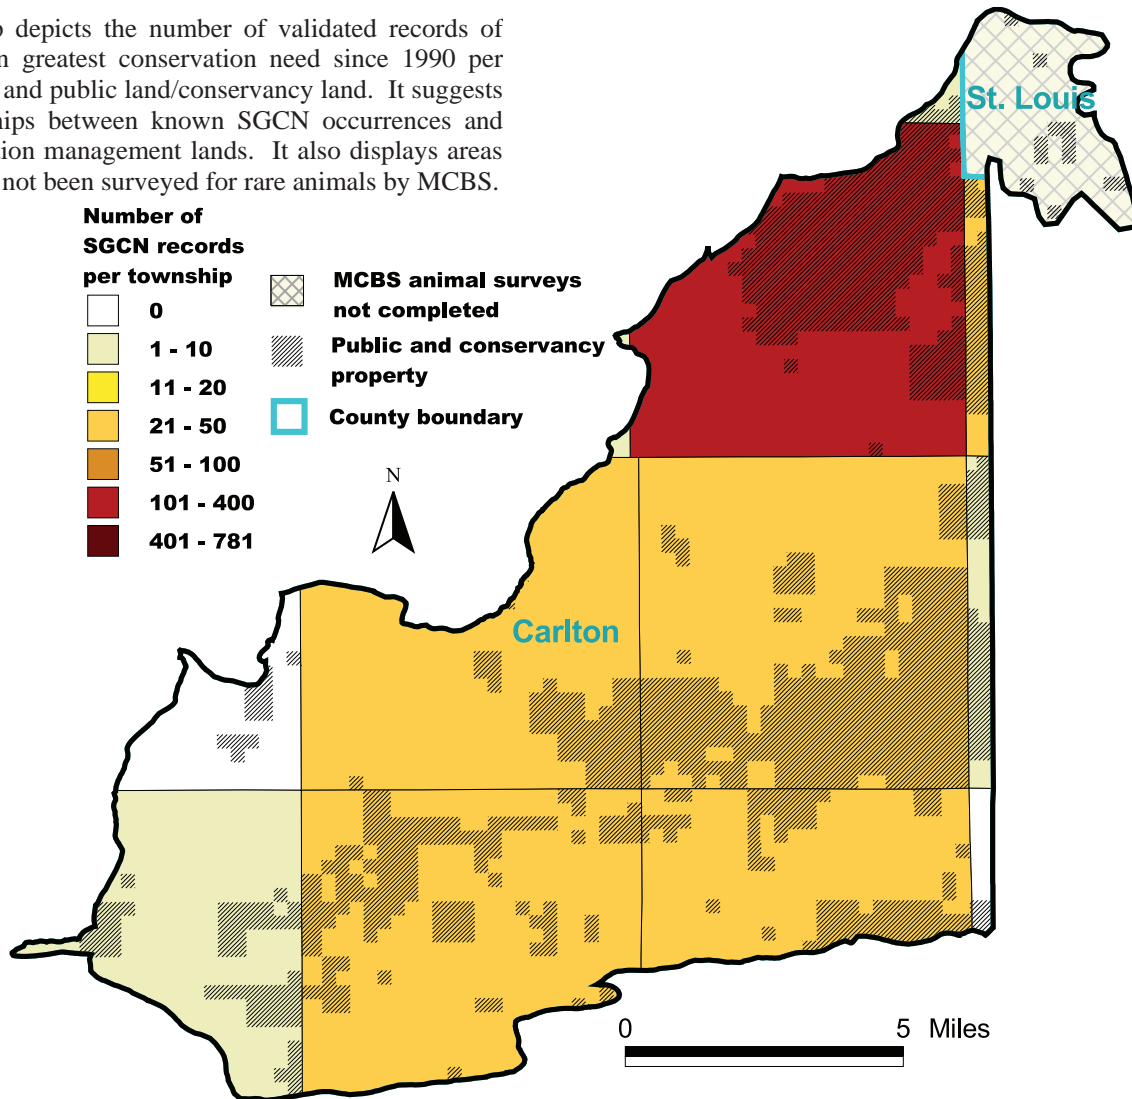 depicts the number of validated records of
greatest conservation need since 1990 per
and public land/conservancy land. It suggests
between known SGCN occurrences and
management lands. It also displays areas
not been surveyed for rare animals by MCBS.
Number of
SGCN records
per township
0
1 - 10
11 - 20
21 - 50
51 - 100
101 - 400
401 - 781
MCBS animal surveys
not completed
Public and conservancy
property
County boundary
N
St. Louis
Carlton
0 5 Miles